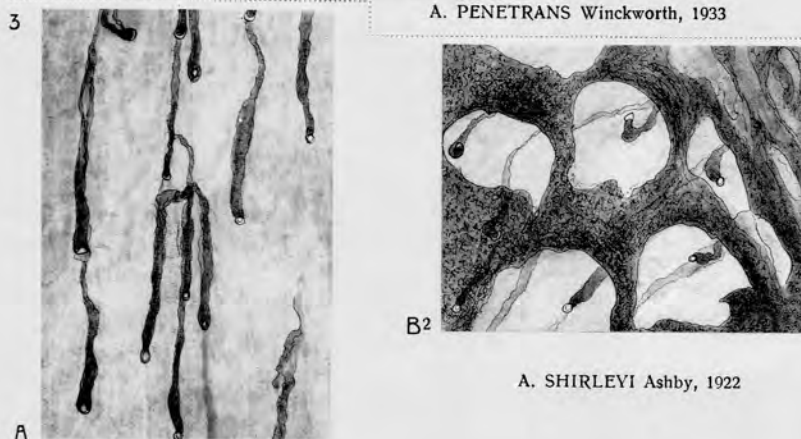 3
A. PENETRANS Winckworth, 1933
B2
A. SHIRLEYI Ashby, 1922
A